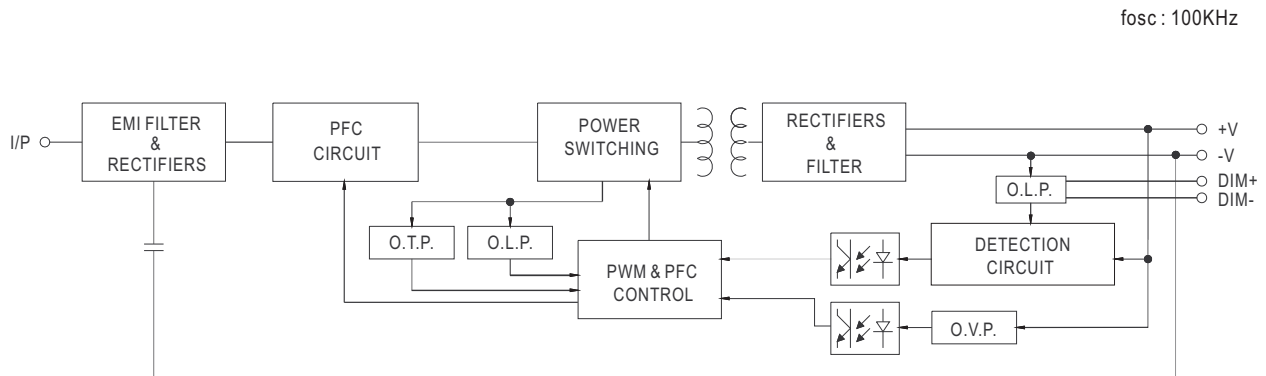 fosc : 100KHz
I/P
EMI FILTER
&
RECTIFIERS
PFC
CIRCUIT
POWER
SWITCHING
RECTIFIERS
&
FILTER
+V
-V
DIM+
DIM-
O.L.P.
O.T.P.
O.L.P.
PWM & PFC
CONTROL
DETECTION
CIRCUIT
O.V.P.